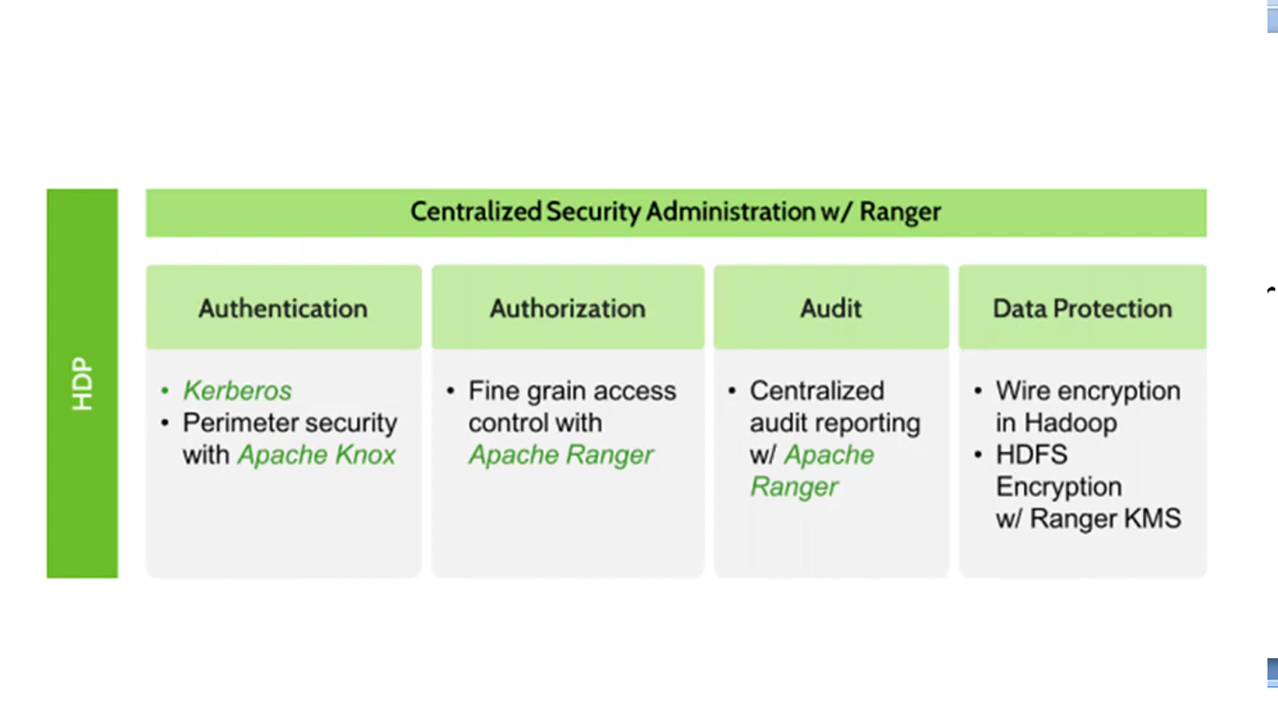 HDP
Centralized Security Administration w/ Ranger
Authentication
• Kerberos
• Perimeter security
with Apache Knox
Authorization
• Fine grain access
control with
Apache Ranger
Audit
• Centralized
audit reporting
w/ Apache
Ranger
Data Protection
• Wire encryption
in Hadoop
• HDFS
Encryption
w/ Ranger KMS